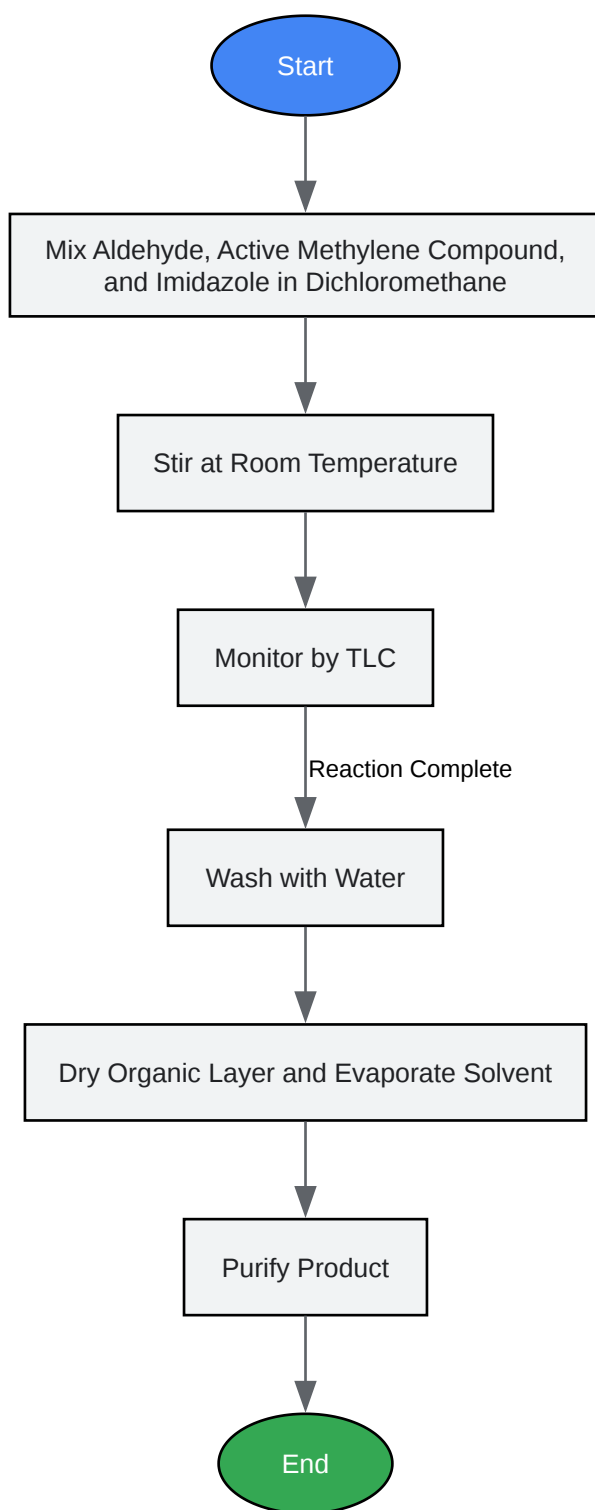 Start
Mix Aldehyde, Active Methylene Compound,
and Imidazole in Dichloromethane
Stir at Room Temperature
Monitor by TLC
Reaction Complete
Wash with Water
Dry Organic Layer and Evaporate Solvent
Purify Product
End